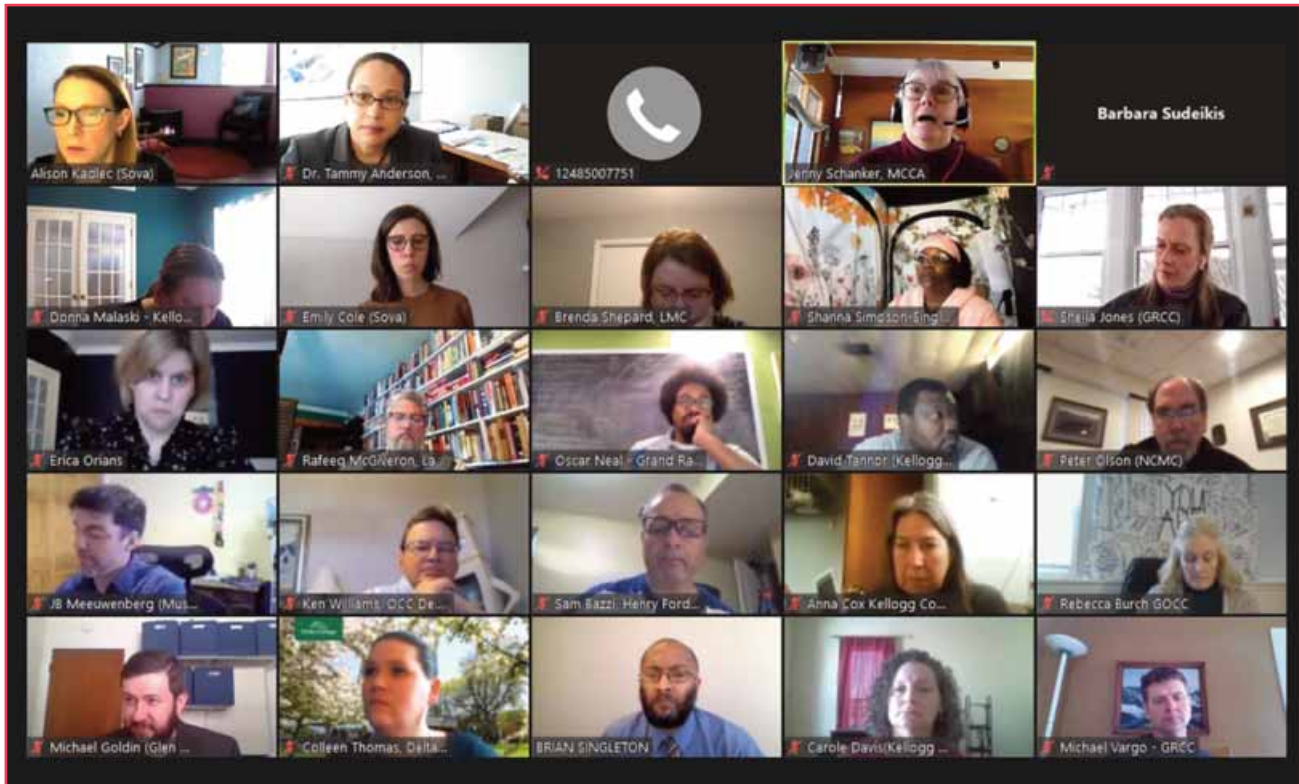 Alison Kadlec (Sova)
Dr. Tammy Anderson, ...
12485007751
Jenny Schanker, MCCA
Barbara Sudeikis
Donna Malaski - Kello...
Emily Cole (Sova)
Brenda Shepard, LMC
Shanna Simpson-Singl...
Sheila Jones (GRCC)
Erica Orians
Rafeeq McGiveron, La...
Oscar Neal - Grand Ra...
David Tannor (Kellogg...
Peter Olson (NCMC)
JB Meeuwenberg (Mus...
Ken Williams, OCC De...
Sam Bazzi, Henry Ford...
YOU
ARE
Anna Cox Kellogg Co...
Rebecca Burch GOCC
Michael Goldin (Glen ...
Colleen Thomas, Delta...
BRIAN SINGLETON
Carole Davis(Kellogg ...
Michael Vargo - GRCC